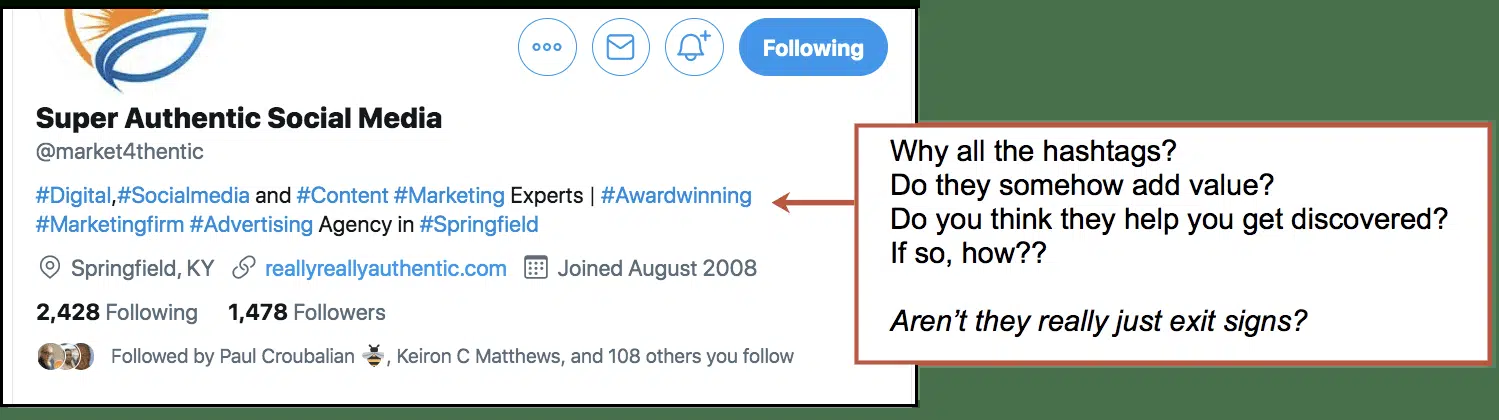 Following
Super Authentic Social Media
@market4thentic
#Digital,#Socialmedia and #Content #Marketing Experts | #Awardwinning
#Marketingfirm #Advertising Agency in #Springfield
Springfield, KY reallyreallyauthentic.com Joined August 2008
2,428 Following 1,478 Followers
Followed by Paul Croubalian 🐝, Keiron C Matthews, and 108 others you follow
Why all the hashtags?
Do they somehow add value?
Do you think they help you get discovered?
If so, how??
Aren’t they really just exit signs?